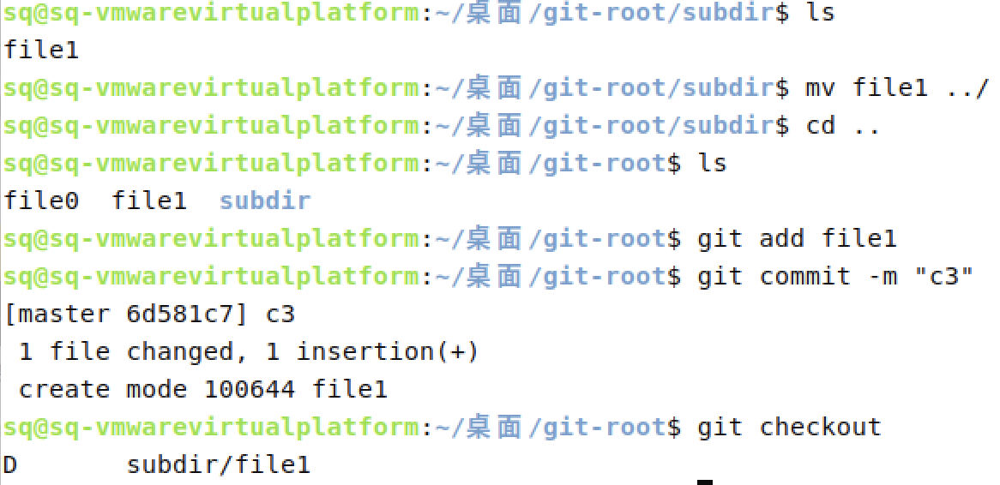 sq@sq-vmwarevirtualplatform:~/桌面/git-root/subdir$ ls
file1
sq@sq-vmwarevirtualplatform:~/桌面/git-root/subdir$ mv file1 ../
sq@sq-vmwarevirtualplatform:~/桌面/git-root/subdir$ cd ..
sq@sq-vmwarevirtualplatform:~/桌面/git-root$ ls
file0  file1  subdir
sq@sq-vmwarevirtualplatform:~/桌面/git-root$ git add file1
sq@sq-vmwarevirtualplatform:~/桌面/git-root$ git commit -m "c3"
[master 6d581c7] c3
 1 file changed, 1 insertion(+)
 create mode 100644 file1
sq@sq-vmwarevirtualplatform:~/桌面/git-root$ git checkout
D       subdir/file1